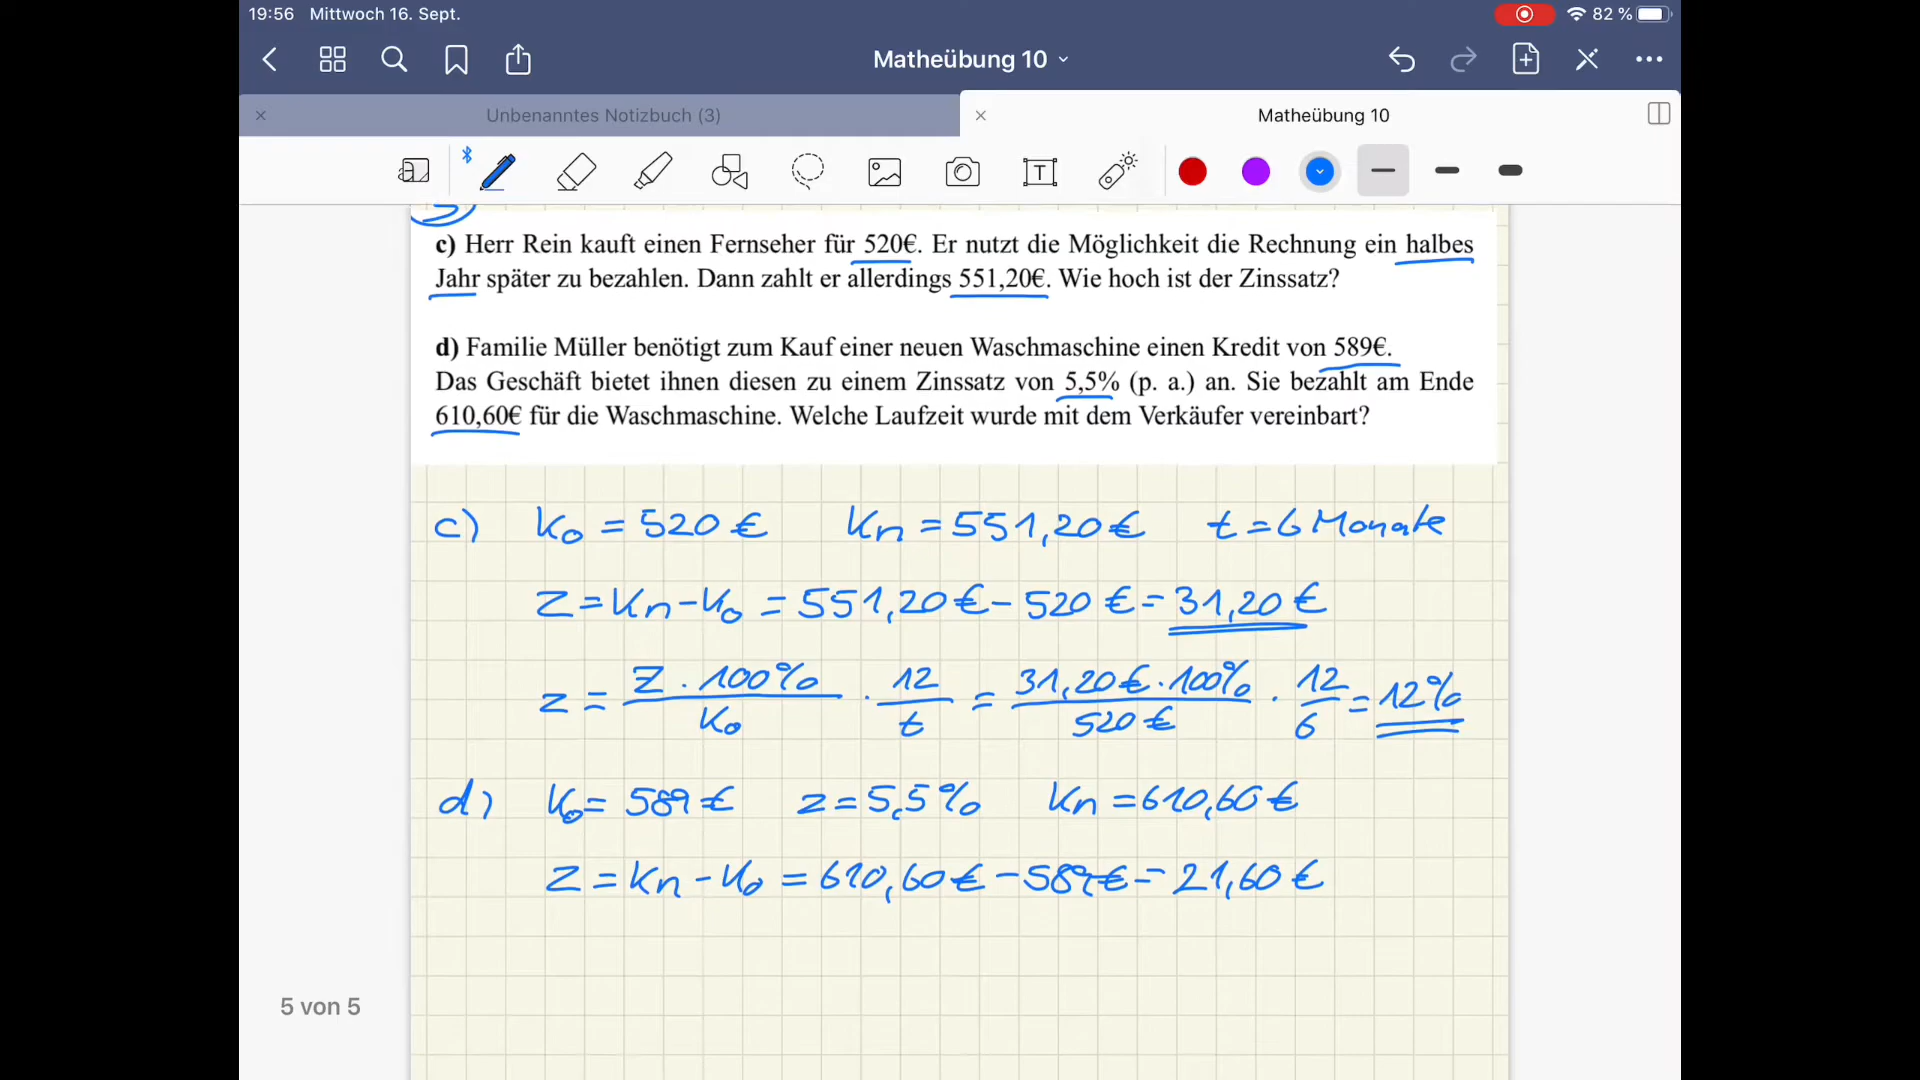 19:56 Mittwoch 16. Sept. 82 %
Matheübung 10
Unbenanntes Notizbuch (3) Matheübung 10
c) Herr Rein kauft einen Fernseher für 520€. Er nutzt die Möglichkeit die Rechnung ein halbes
Jahr später zu bezahlen. Dann zahlt er allerdings 551,20€. Wie hoch ist der Zinssatz?
d) Familie Müller benötigt zum Kauf einer neuen Waschmaschine einen Kredit von 589€.
Das Geschäft bietet ihnen diesen zu einem Zinssatz von 5,5% (p. a.) an. Sie bezahlt am Ende
610,60€ für die Waschmaschine. Welche Laufzeit wurde mit dem Verkäufer vereinbart?
c) K₀ = 520 € Kn = 551,20 € t = 6 Monate
Z = Kn - K₀ = 551,20 € - 520 € = 31,20 €
z = Z · 100% / K₀ · 12 / t = 31,20 € · 100% / 520 € · 12 / 6 = 12%
d) K₀ = 589 € z = 5,5% Kn = 610,60 €
Z = Kn - K₀ = 610,60 € - 589 € = 21,60 €
5 von 5